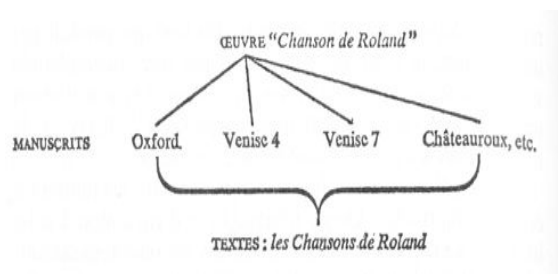 ŒUVRE "Chanson de Roland"
MANUSCRITS Oxford. Venise 4 Venise 7 Châteauroux, etc.
TEXTES : les Chansons de Roland